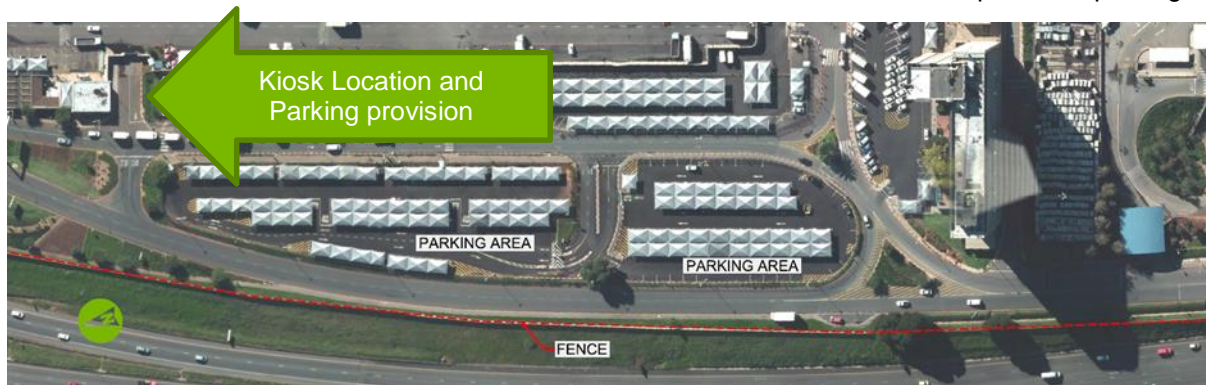 Kiosk Location and
Parking provision
PARKING AREA
PARKING AREA
FENCE